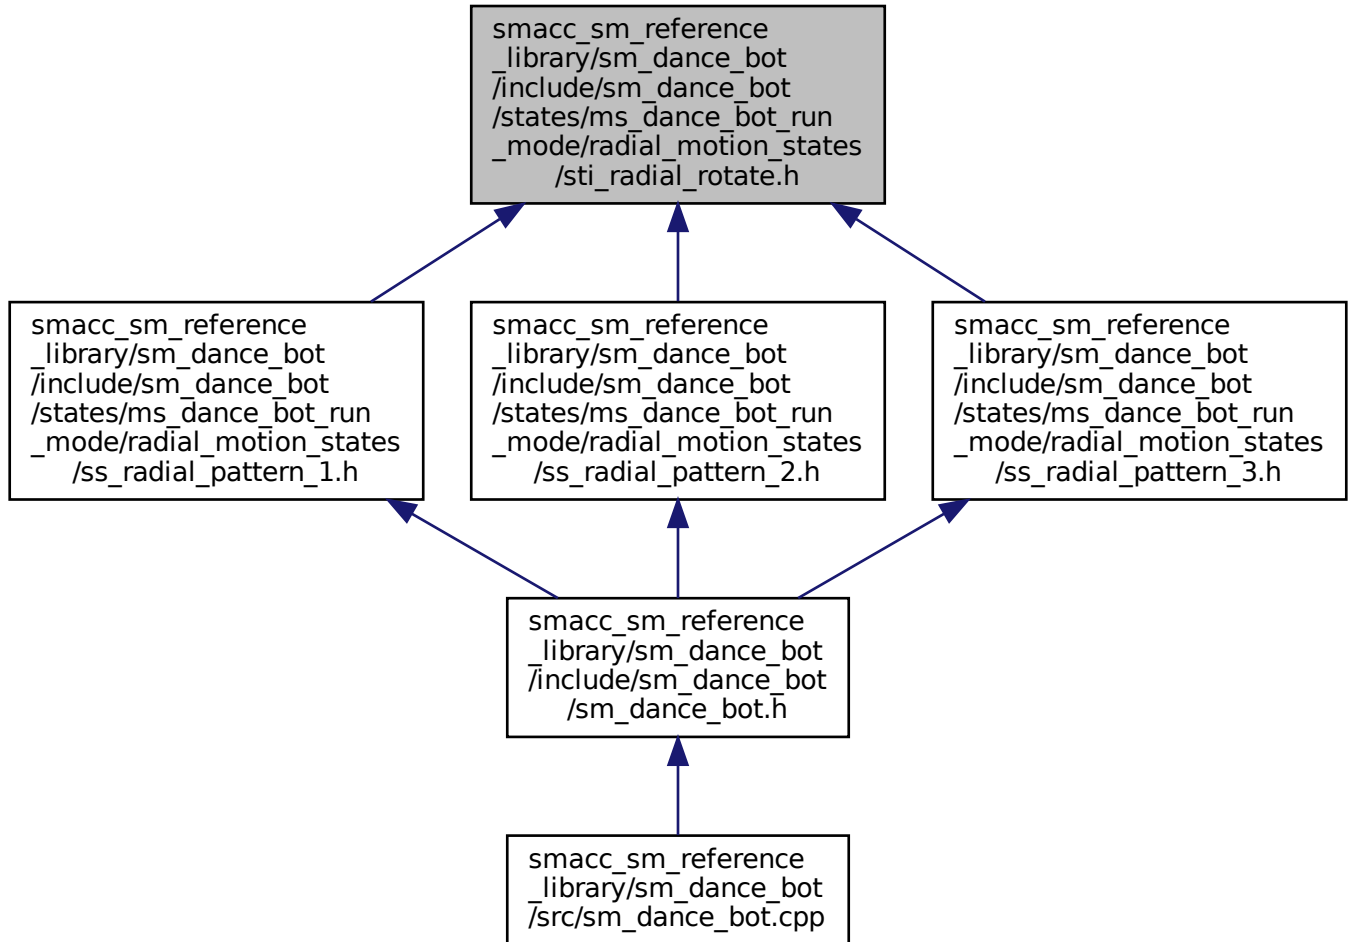 smacc_sm_reference
_library/sm_dance_bot
/include/sm_dance_bot
/states/ms_dance_bot_run
_mode/radial_motion_states
/sti_radial_rotate.h
smacc_sm_reference
_library/sm_dance_bot
/include/sm_dance_bot
/states/ms_dance_bot_run
_mode/radial_motion_states
/ss_radial_pattern_1.h
smacc_sm_reference
_library/sm_dance_bot
/include/sm_dance_bot
/states/ms_dance_bot_run
_mode/radial_motion_states
/ss_radial_pattern_2.h
smacc_sm_reference
_library/sm_dance_bot
/include/sm_dance_bot
/states/ms_dance_bot_run
_mode/radial_motion_states
/ss_radial_pattern_3.h
smacc_sm_reference
_library/sm_dance_bot
/include/sm_dance_bot
/sm_dance_bot.h
smacc_sm_reference
_library/sm_dance_bot
/src/sm_dance_bot.cpp